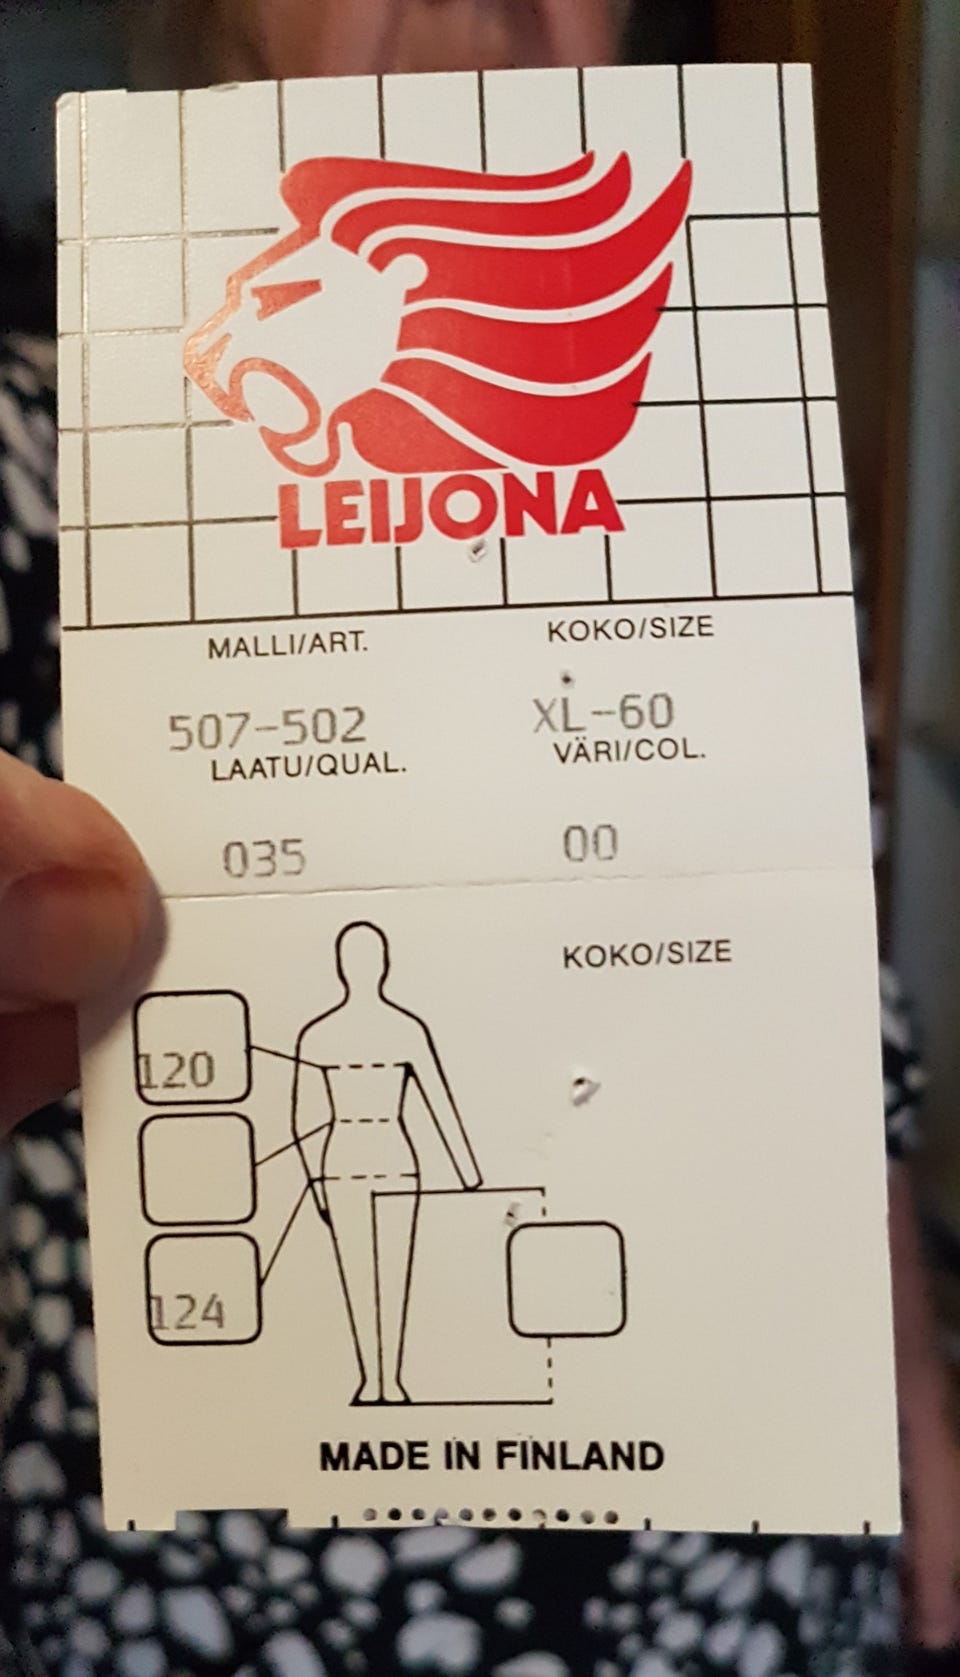 LEIJONA
MALLI/ART. KOKO/SIZE
507-502 XL-60
LAATU/QUAL. VÄRI/COL.
035 00
KOKO/SIZE
120
124
MADE IN FINLAND